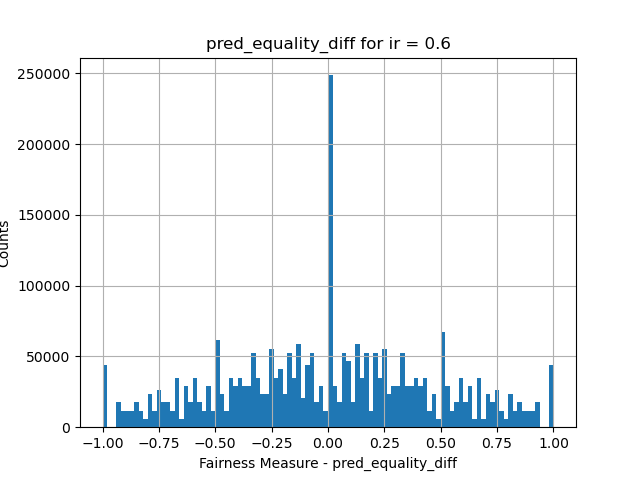 pred_equality_diff for ir = 0.6
250000
200000
150000
100000
50000
0
Counts
−1.00 −0.75 −0.50 −0.25 0.00 0.25 0.50 0.75 1.00
Fairness Measure - pred_equality_diff